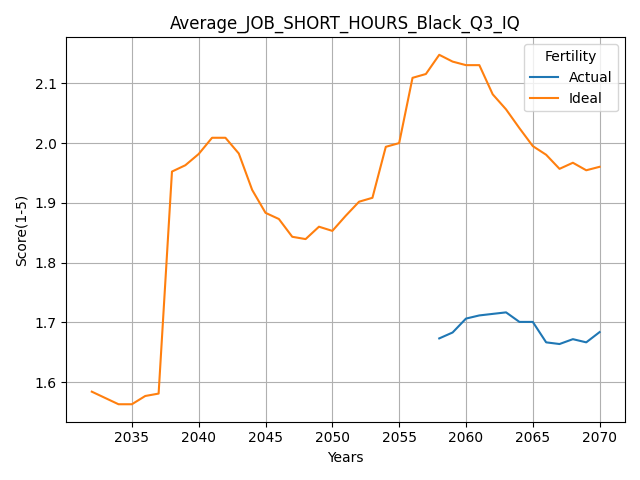 Average_JOB_SHORT_HOURS_Black_Q3_IQ
Fertility
Actual
Ideal
Score(1-5)
2.1
2.0
1.9
1.8
1.7
1.6
2035 2040 2045 2050 2055 2060 2065 2070
Years